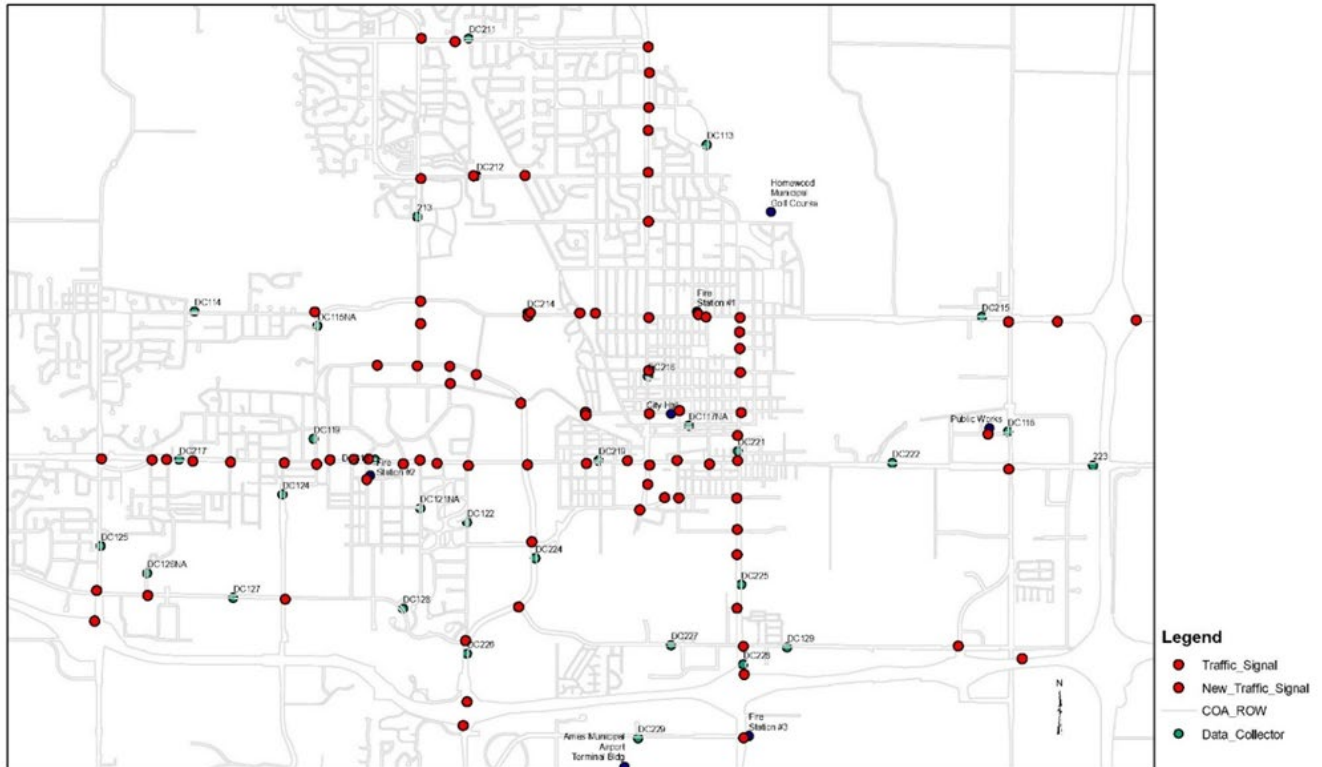 DC211
DC113
DC212
Homewood
Municipal
Golf Course
213
DC114
DC214
Fire
Station #1
DC215
DC115NA
DC216
City Hall
DC117NA
Public Works
DC116
DC119
DC217
DC219
DC221
DC222
223
Fire
Station #2
DC124
DC121NA
DC122
DC125
DC224
DC126NA
DC127
DC225
DC128
DC226
DC227
DC129
DC228
Fire
Station #3
DC229
Ames Municipal
Airport
Terminal Bldg
Legend
Traffic_Signal
New_Traffic_Signal
COA_ROW
Data_Collector
N